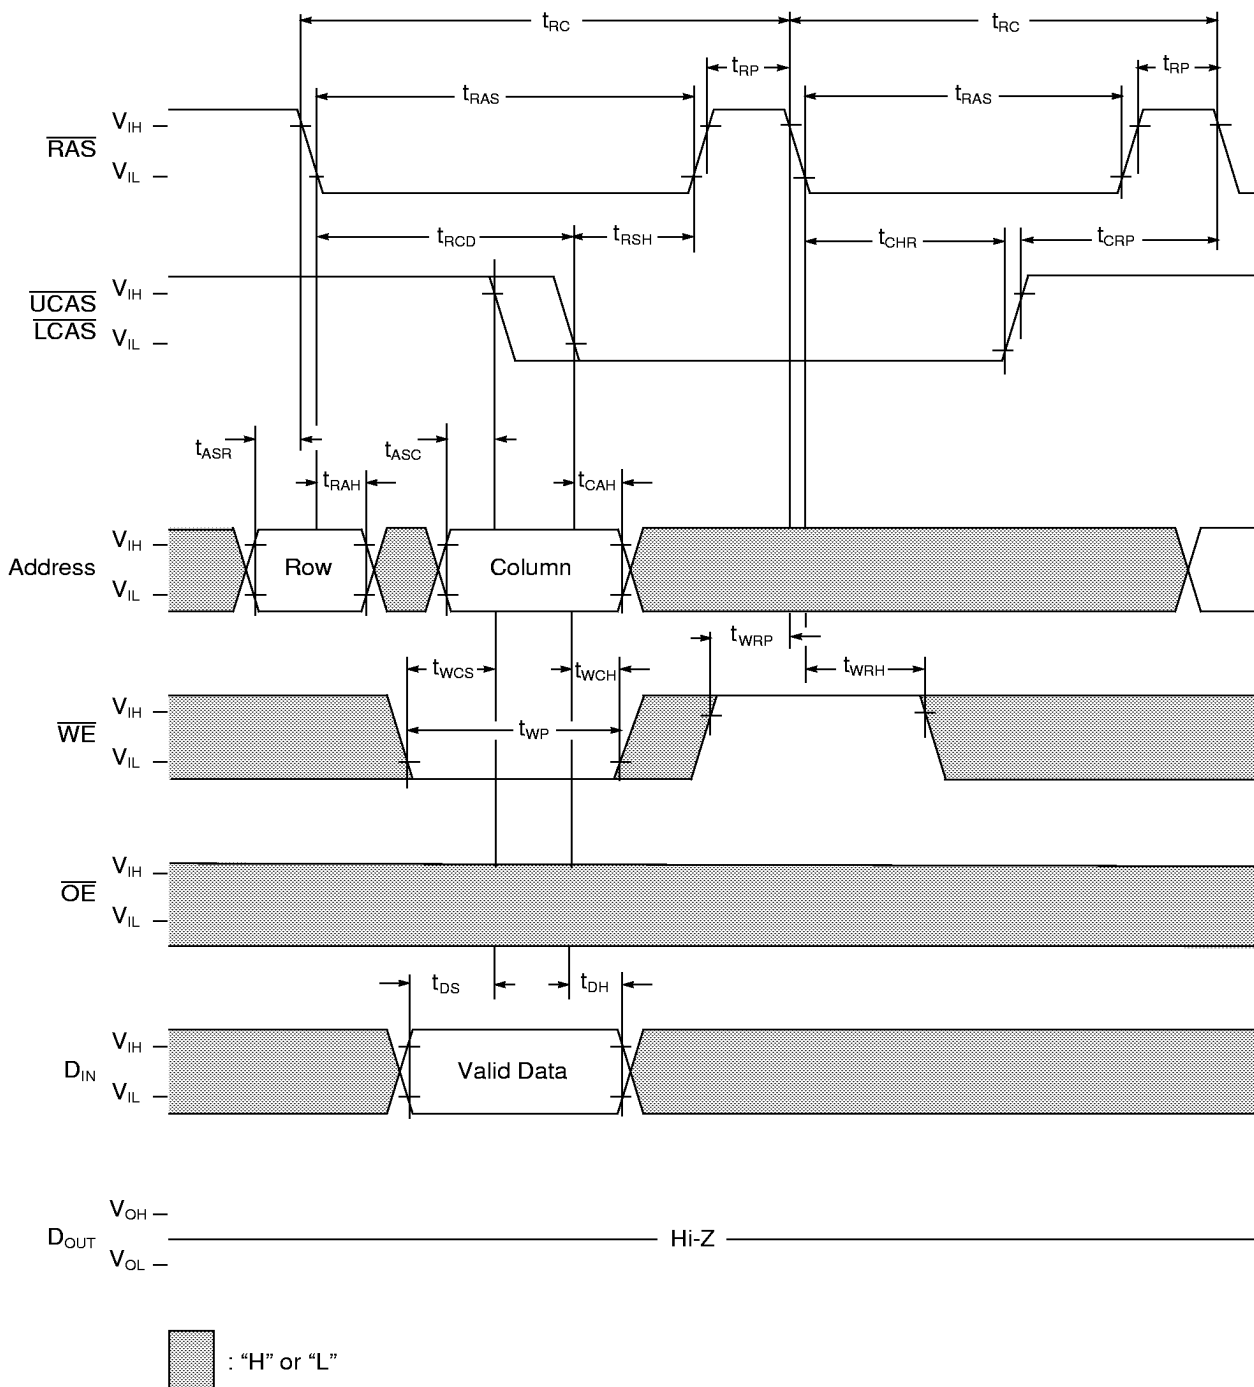 tRC tRC
tRP tRP
tRAS tRAS
VIH
RAS
VIL
tRCD tRSH tCHR tCRP
VIH
UCAS
LCAS
VIL
tASR tASC
tRAH tCAH
VIH
Address Row Column
VIL
tWRP
tWCS tWCH tWRH
VIH
WE tWP
VIL
VIH
OE
VIL
tDS tDH
VIH
DIN Valid Data
VIL
VOH
DOUT Hi-Z
VOL
: “H” or “L”